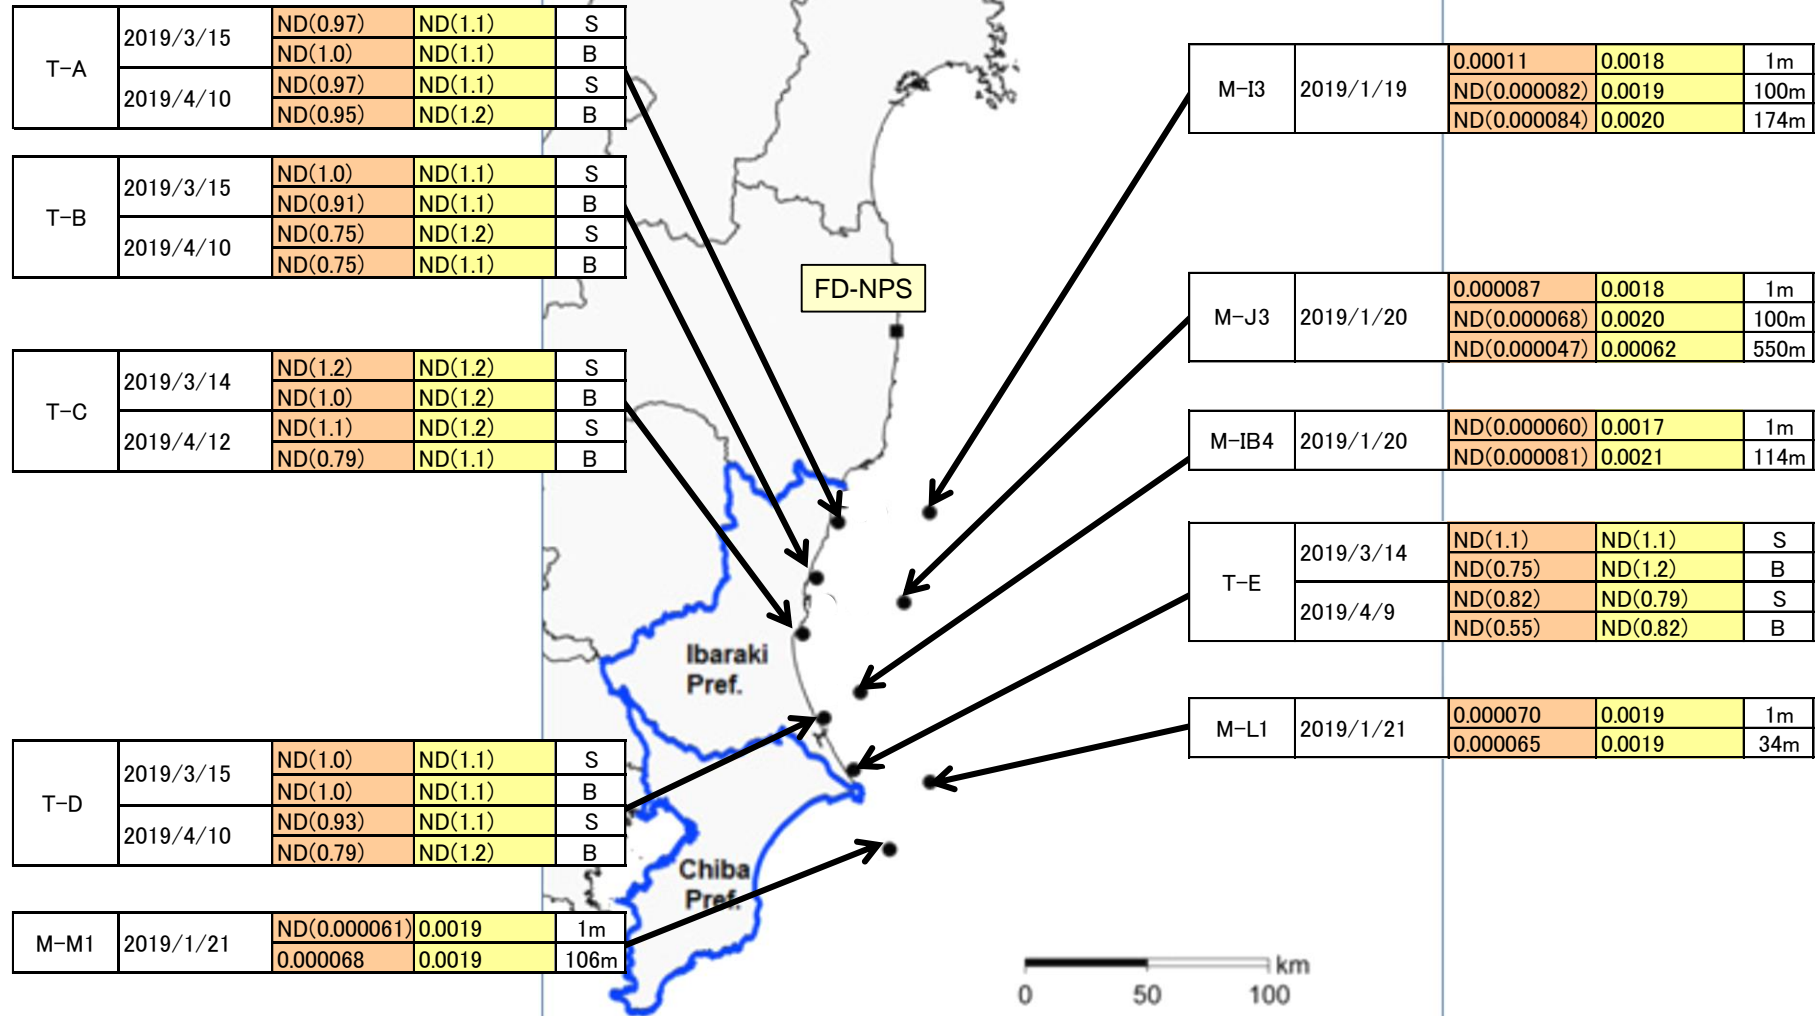 T-A 2019/3/15 ND(0.97) ND(1.1) S
ND(1.0) ND(1.1) B
2019/4/10 ND(0.97) ND(1.1) S
ND(0.95) ND(1.2) B
T-B 2019/3/15 ND(1.0) ND(1.1) S
ND(0.91) ND(1.1) B
2019/4/10 ND(0.75) ND(1.2) S
ND(0.75) ND(1.1) B
T-C 2019/3/14 ND(1.2) ND(1.2) S
ND(1.0) ND(1.2) B
2019/4/12 ND(1.1) ND(1.2) S
ND(0.79) ND(1.1) B
T-D 2019/3/15 ND(1.0) ND(1.1) S
ND(1.0) ND(1.1) B
2019/4/10 ND(0.93) ND(1.1) S
ND(0.79) ND(1.2) B
M-M1 2019/1/21 ND(0.000061) 0.0019 1m
0.000068 0.0019 106m
FD-NPS
Ibaraki
Pref.
Chiba
Pref.
M-I3 2019/1/19 0.00011 0.0018 1m
ND(0.000082) 0.0019 100m
ND(0.000084) 0.0020 174m
M-J3 2019/1/20 0.000087 0.0018 1m
ND(0.000068) 0.0020 100m
ND(0.000047) 0.00062 550m
M-IB4 2019/1/20 ND(0.000060) 0.0017 1m
ND(0.000081) 0.0021 114m
T-E 2019/3/14 ND(1.1) ND(1.1) S
ND(0.75) ND(1.2) B
2019/4/9 ND(0.82) ND(0.79) S
ND(0.55) ND(0.82) B
M-L1 2019/1/21 0.000070 0.0019 1m
0.000065 0.0019 34m
km
0 50 100